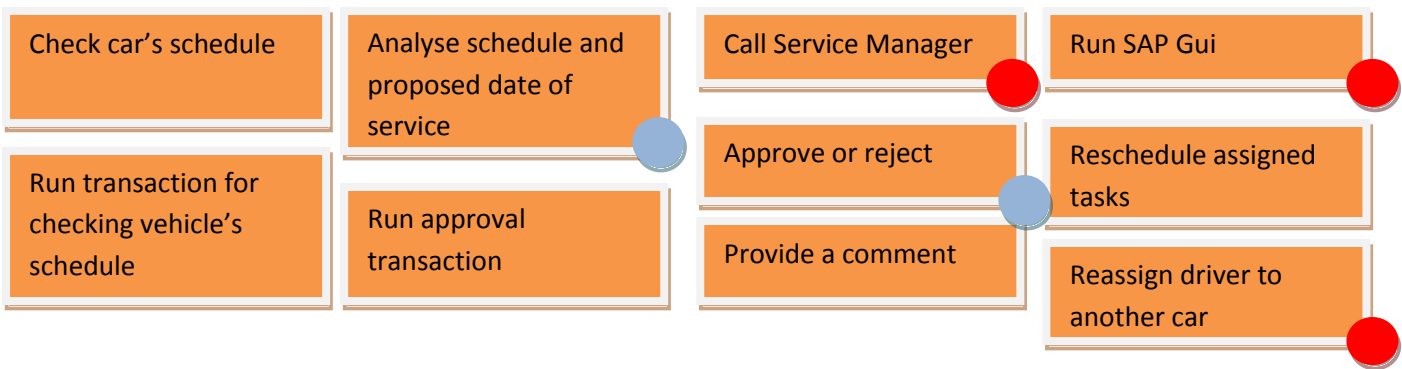 Check car’s schedule
Run transaction for
checking vehicle’s
schedule
Analyse schedule and
proposed date of
service
Run approval
transaction
Call Service Manager
Approve or reject
Provide a comment
Run SAP Gui
Reschedule assigned
tasks
Reassign driver to
another car